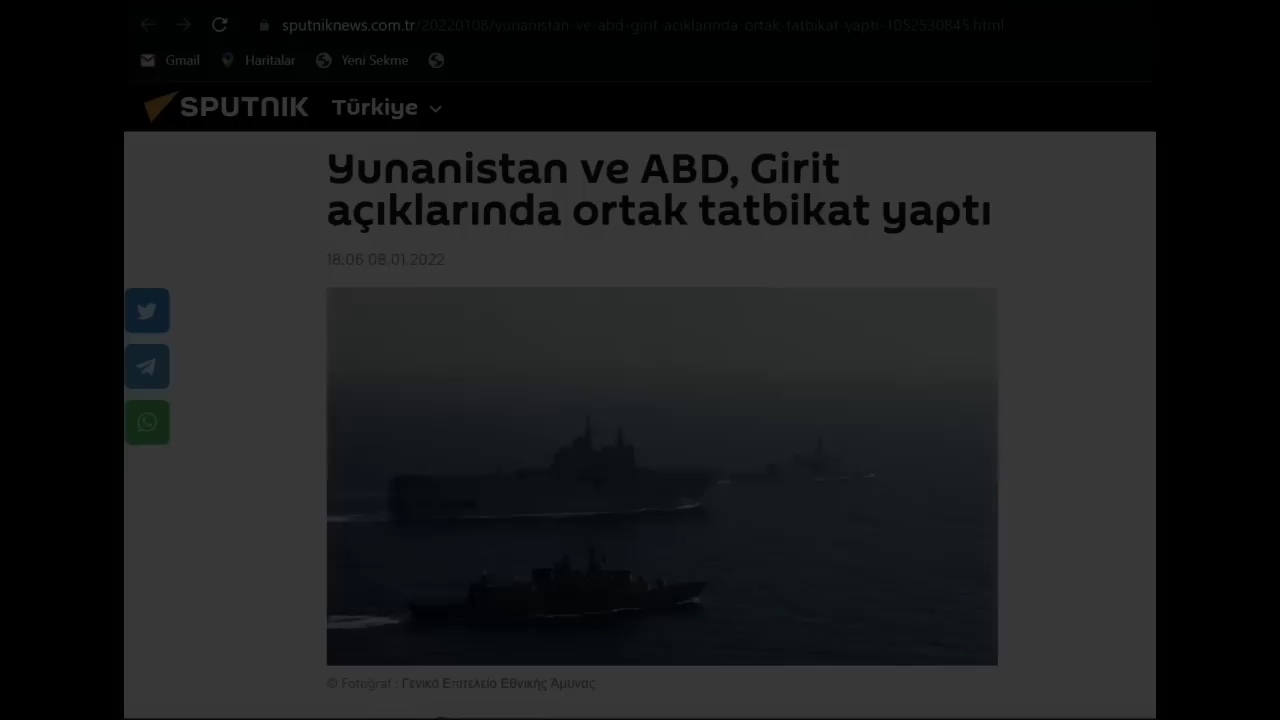 sputniknews.com.tr/20220108/yunanistan-ve-abd-girit-aciklarinda-ortak-tatbikat-yapti-1052530845.html
Gmail Haritalar Yeni Sekme
SPUTNIK Türkiye
Yunanistan ve ABD, Girit
açıklarında ortak tatbikat yaptı
18:06 08.01.2022
© Fotoğraf : Γενικό Επιτελείο Εθνικής Άμυνας